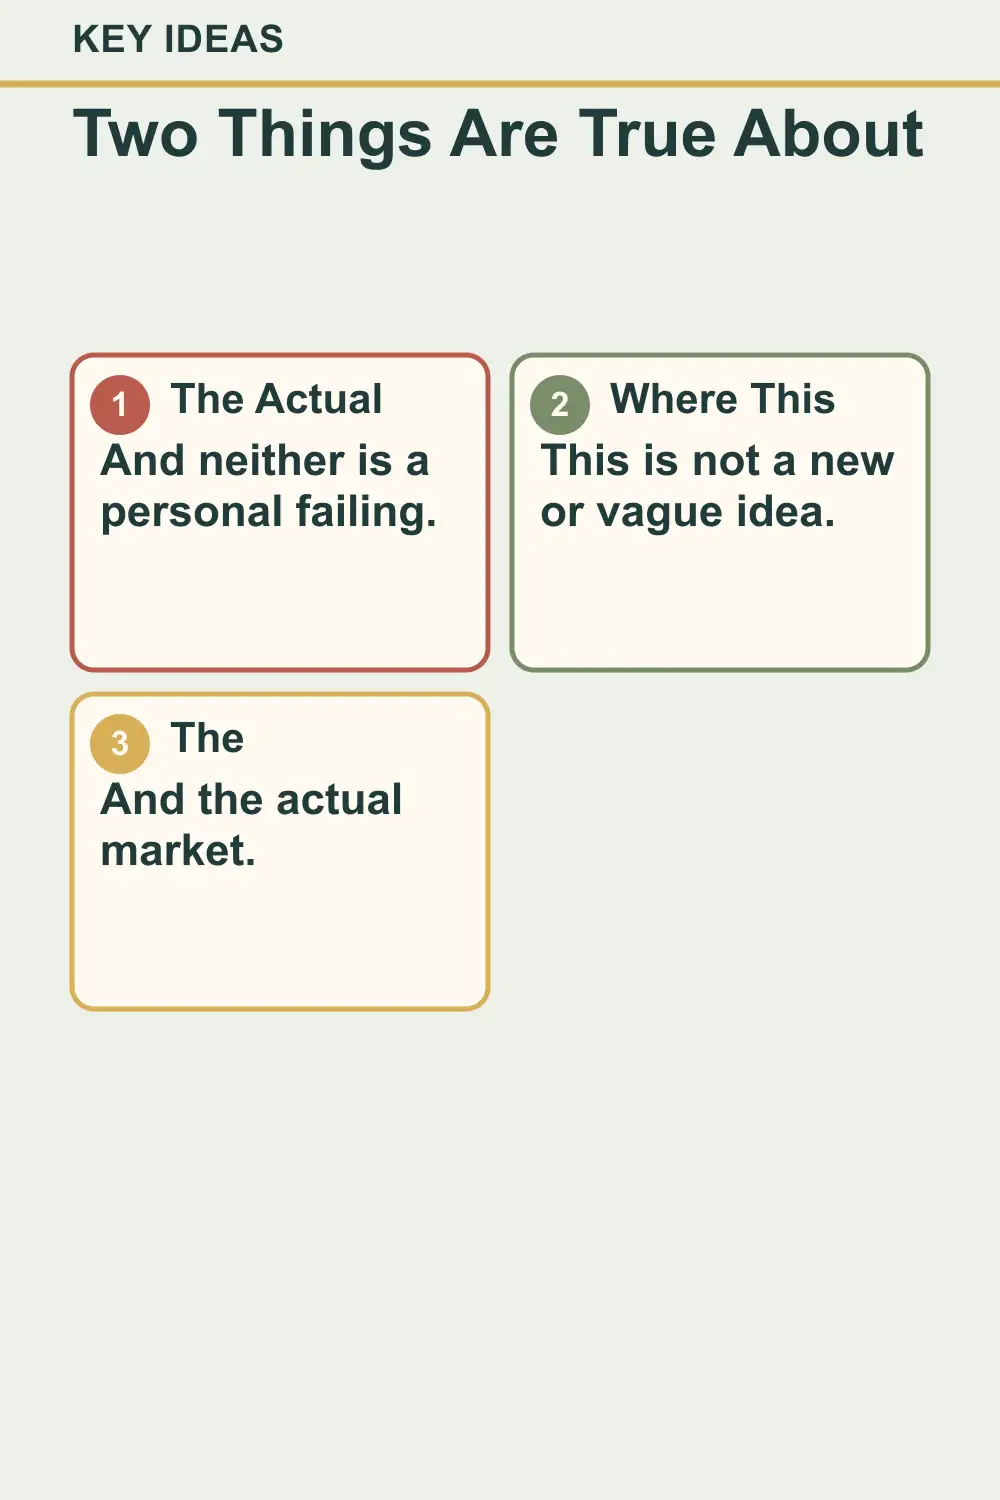 KEY IDEAS
Two Things Are True About
1 The Actual
And neither is a
personal failing.
2 Where This
This is not a new
or vague idea.
3 The
And the actual
market.